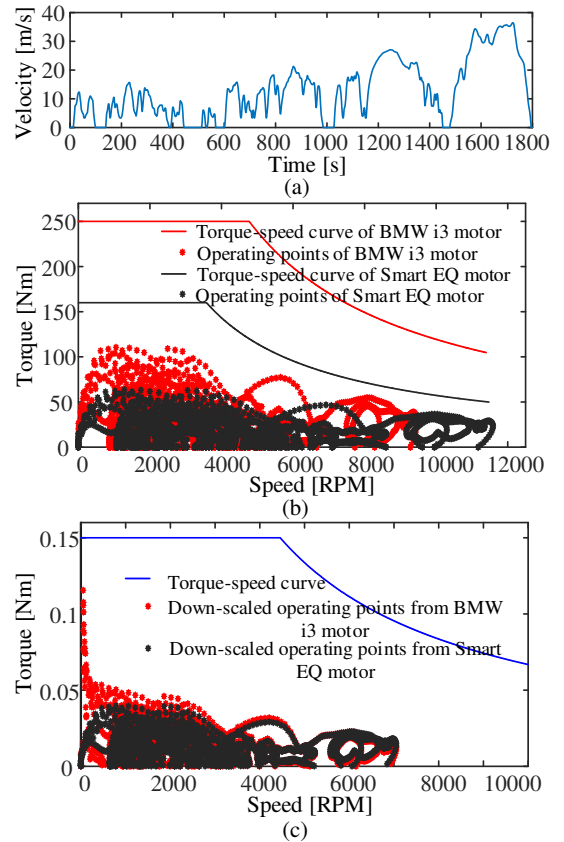 40
30
20
10
0
Velocity [m/s]
0 200 400 600 800 1000 1200 1400 1600 1800
Time [s]
(a)
250
200
150
100
50
0
Torque [Nm]
Torque-speed curve of BMW i3 motor
Operating points of BMW i3 motor
Torque-speed curve of Smart EQ motor
Operating points of Smart EQ motor
0 2000 4000 6000 8000 10000 12000
Speed [RPM]
(b)
0.15
0.1
0.05
0
Torque [Nm]
Torque-speed curve
Down-scaled operating points from BMW
i3 motor
Down-scaled operating points from Smart
EQ motor
0 2000 4000 6000 8000 10000
Speed [RPM]
(c)